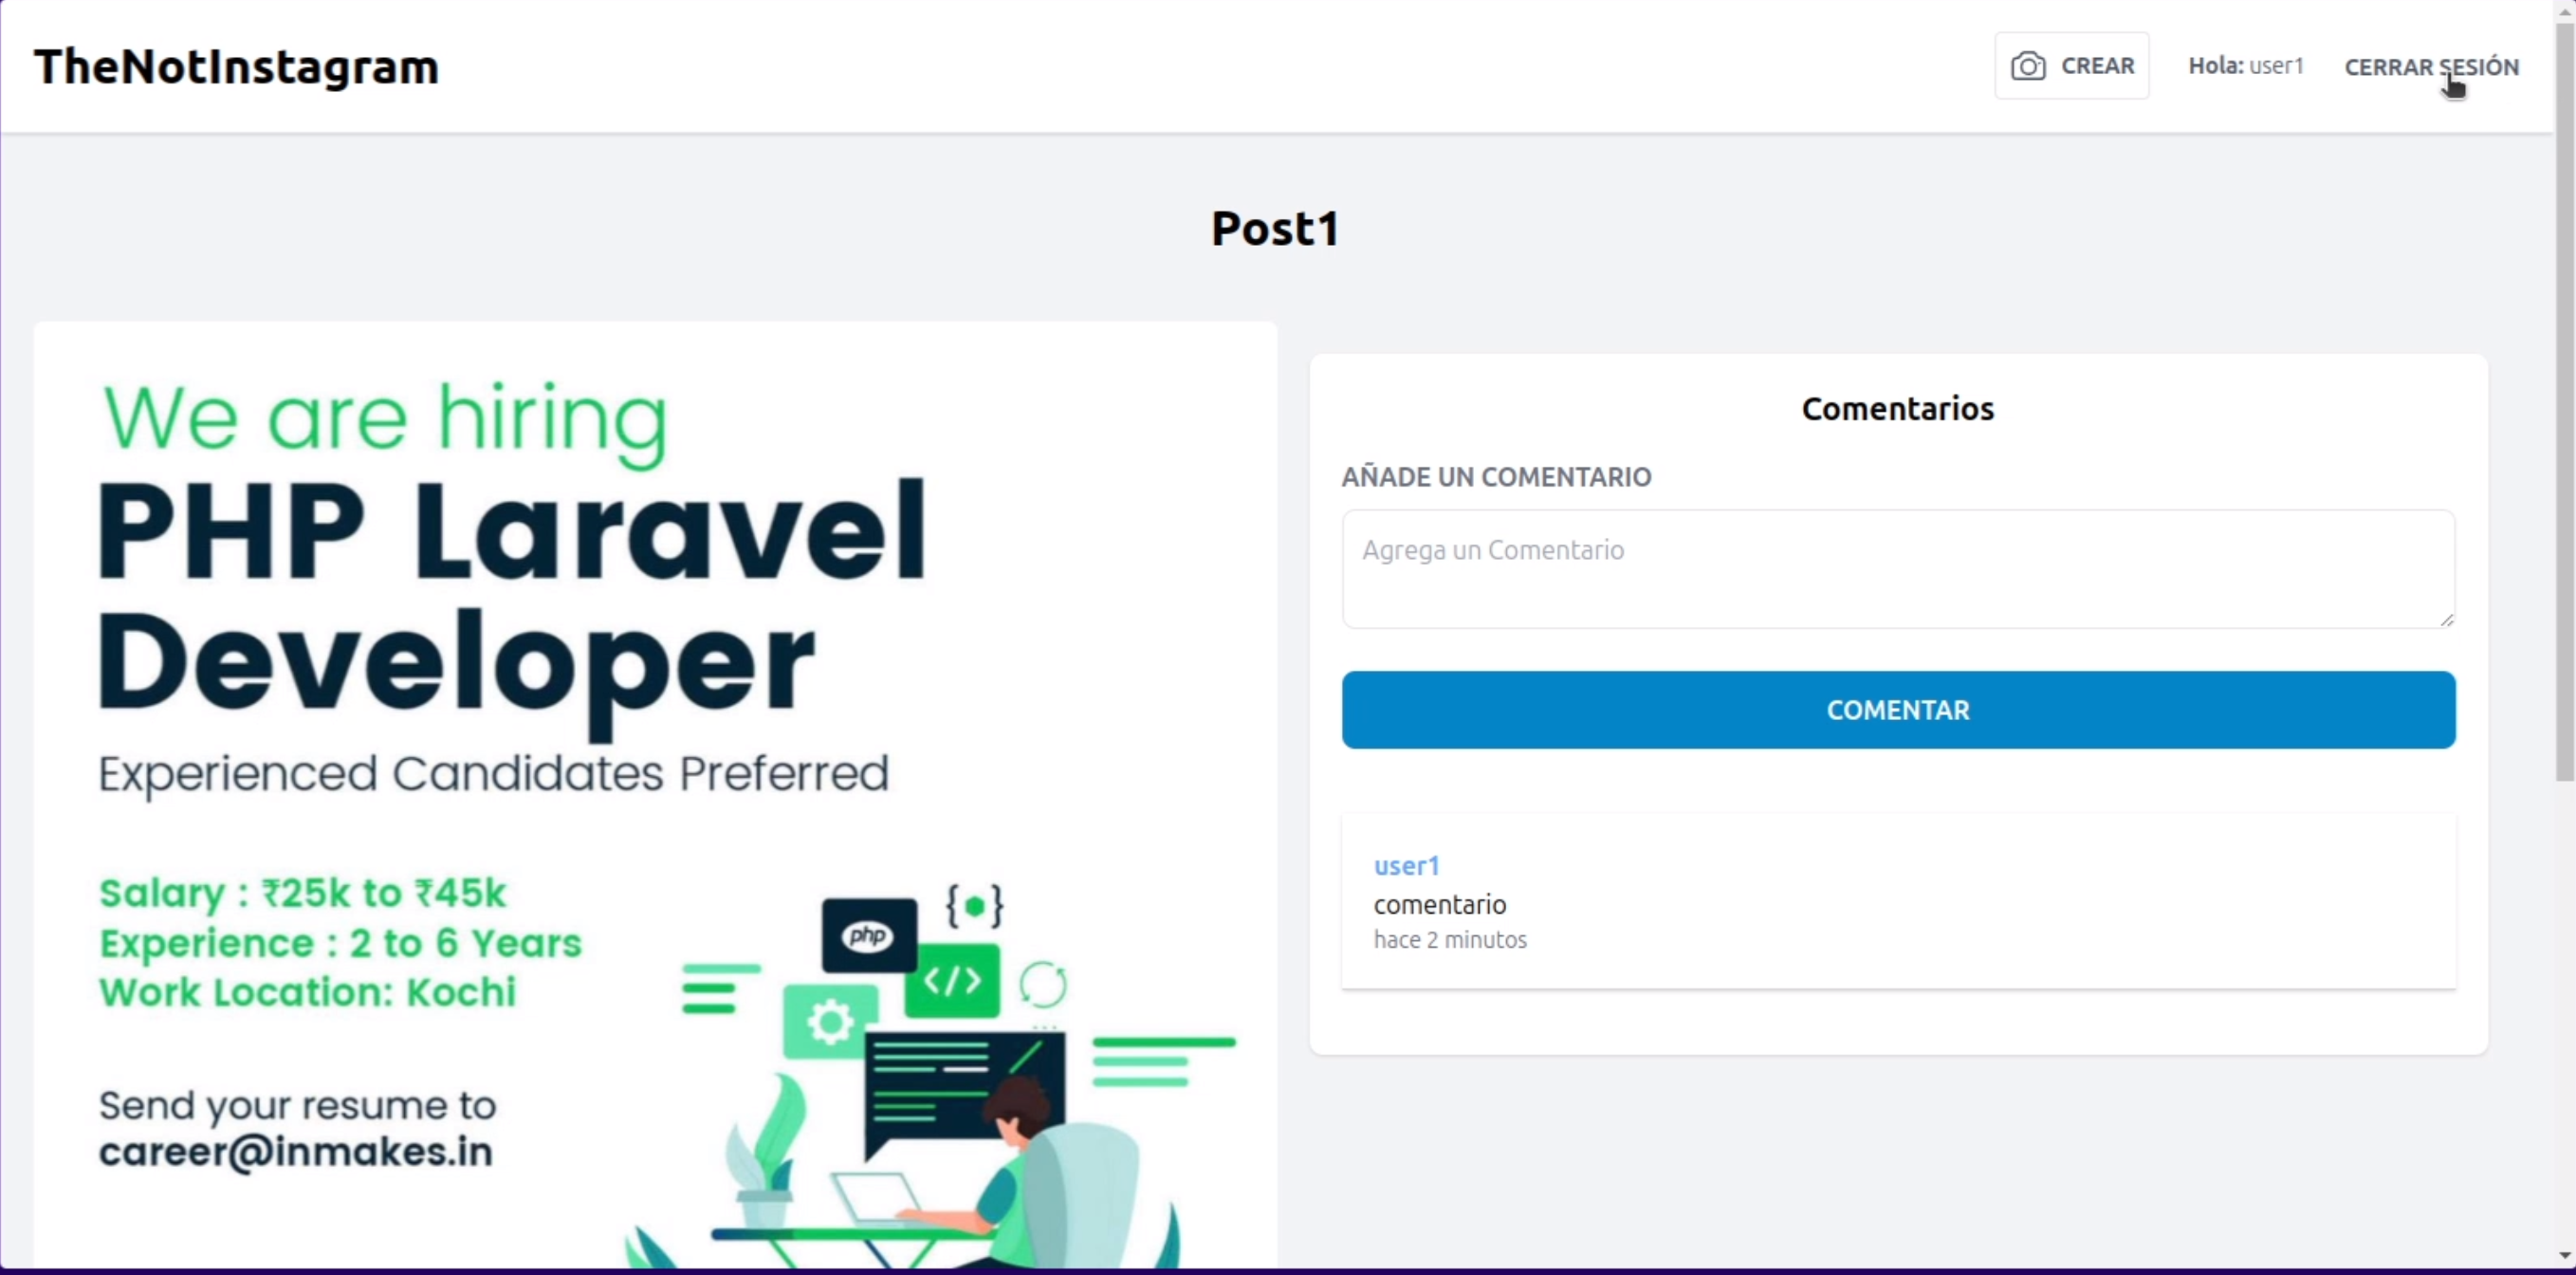 TheNotInstagram
CREAR
Hola: user1
CERRAR SESIÓN
Post1
We are hiring
PHP Laravel
Developer
Experienced Candidates Preferred
Salary : ₹25k to ₹45k
Experience : 2 to 6 Years
Work Location: Kochi
Send your resume to
career@inmakes.in
php
{ }
</>
Comentarios
AÑADE UN COMENTARIO
Agrega un Comentario
COMENTAR
user1
comentario
hace 2 minutos